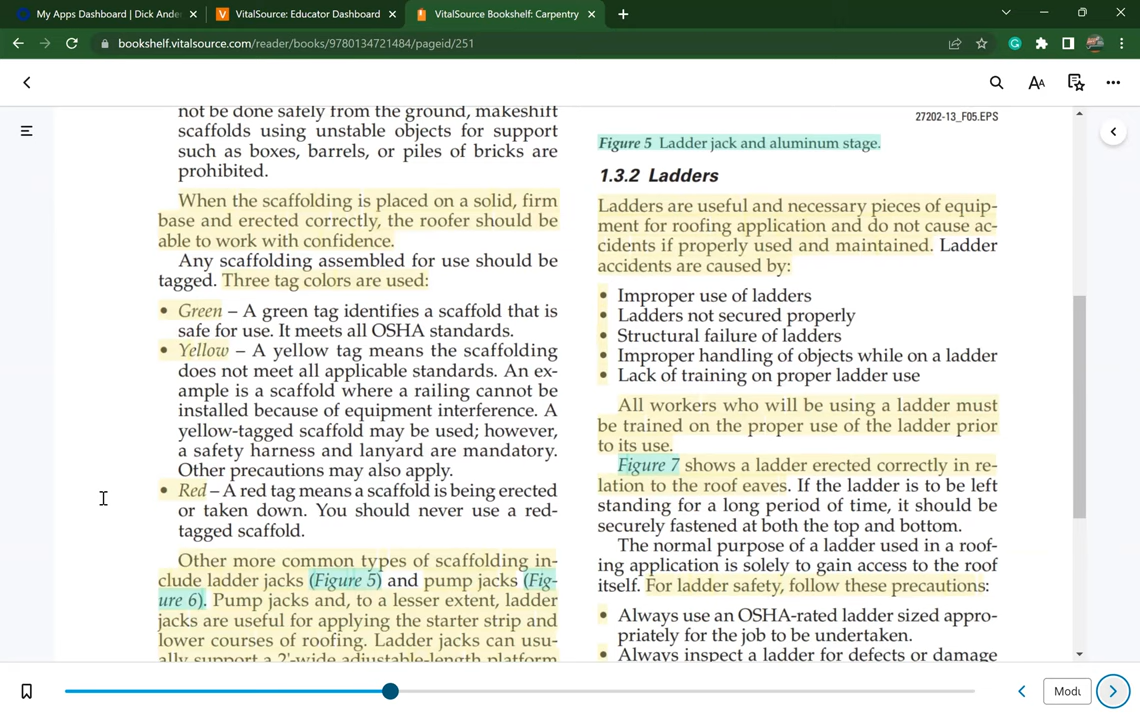 My Apps Dashboard | Dick Ander
VitalSource: Educator Dashboard
VitalSource Bookshelf: Carpentry
bookshelf.vitalsource.com/reader/books/9780134721484/pageid/251
AA
not be done safely from the ground, makeshift
scaffolds using unstable objects for support
such as boxes, barrels, or piles of bricks are
prohibited.
When the scaffolding is placed on a solid, firm
base and erected correctly, the roofer should be
able to work with confidence.
Any scaffolding assembled for use should be
tagged. Three tag colors are used:
• Green – A green tag identifies a scaffold that is
safe for use. It meets all OSHA standards.
• Yellow – A yellow tag means the scaffolding
does not meet all applicable standards. An ex-
ample is a scaffold where a railing cannot be
installed because of equipment interference. A
yellow-tagged scaffold may be used; however,
a safety harness and lanyard are mandatory.
Other precautions may also apply.
• Red – A red tag means a scaffold is being erected
or taken down. You should never use a red-
tagged scaffold.
Other more common types of scaffolding in-
clude ladder jacks (Figure 5) and pump jacks (Fig-
ure 6). Pump jacks and, to a lesser extent, ladder
jacks are useful for applying the starter strip and
lower courses of roofing. Ladder jacks can usu-
ally support a 2'-wide adjustable-length platform
27202-13_F05.EPS
Figure 5 Ladder jack and aluminum stage.
1.3.2 Ladders
Ladders are useful and necessary pieces of equip-
ment for roofing application and do not cause ac-
cidents if properly used and maintained. Ladder
accidents are caused by:
• Improper use of ladders
• Ladders not secured properly
• Structural failure of ladders
• Improper handling of objects while on a ladder
• Lack of training on proper ladder use
All workers who will be using a ladder must
be trained on the proper use of the ladder prior
to its use.
Figure 7 shows a ladder erected correctly in re-
lation to the roof eaves. If the ladder is to be left
standing for a long period of time, it should be
securely fastened at both the top and bottom.
The normal purpose of a ladder used in a roof-
ing application is solely to gain access to the roof
itself. For ladder safety, follow these precautions:
• Always use an OSHA-rated ladder sized appro-
priately for the job to be undertaken.
• Always inspect a ladder for defects or damage
Modu